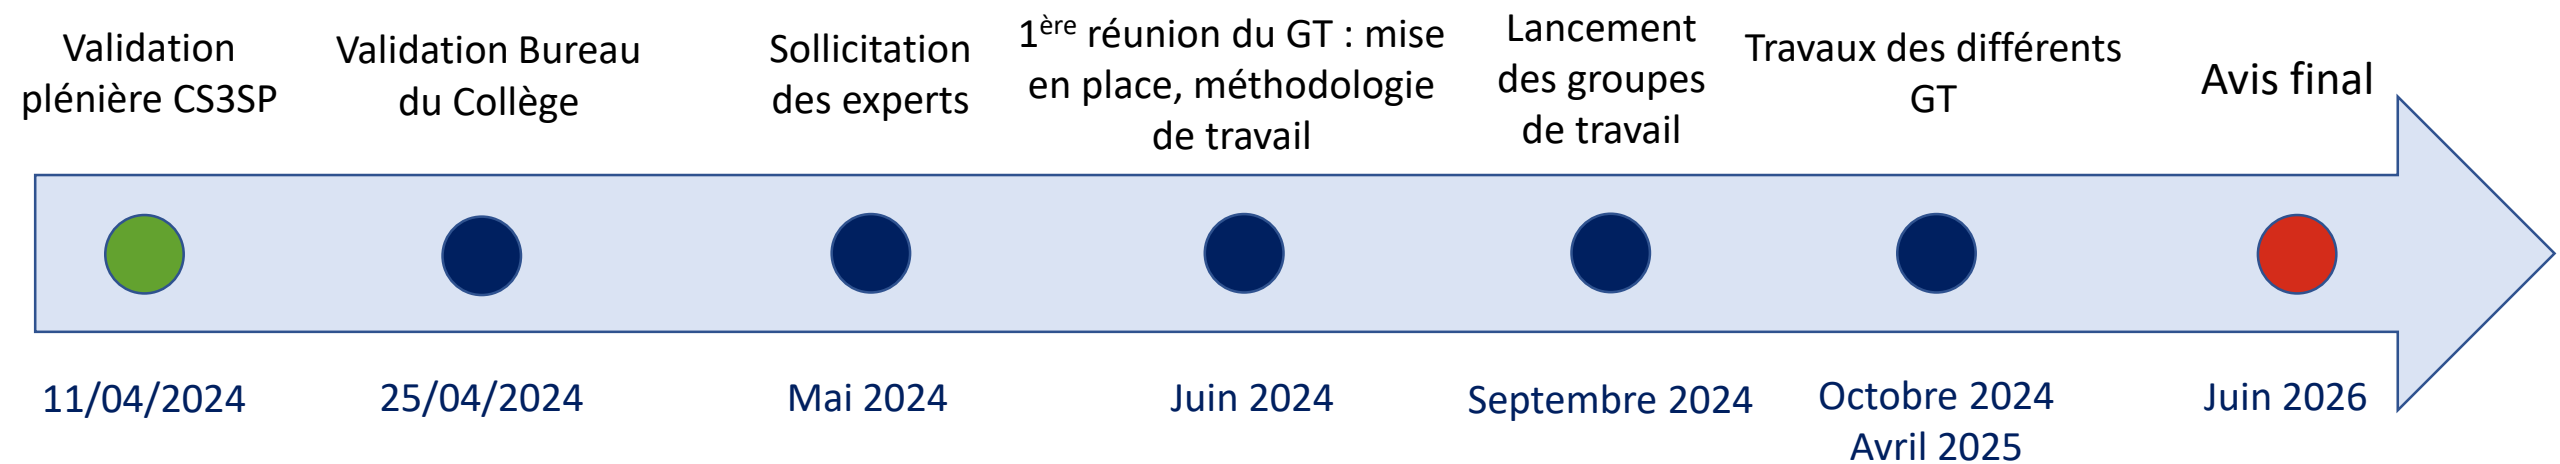 Validation
plénière CS3SP
Validation Bureau
du Collège
Sollicitation
des experts
1ère réunion du GT : mise
en place, méthodologie
de travail
Lancement
des groupes
de travail
Travaux des différents
GT
Avis final
11/04/2024
25/04/2024
Mai 2024
Juin 2024
Septembre 2024
Octobre 2024
Avril 2025
Juin 2026